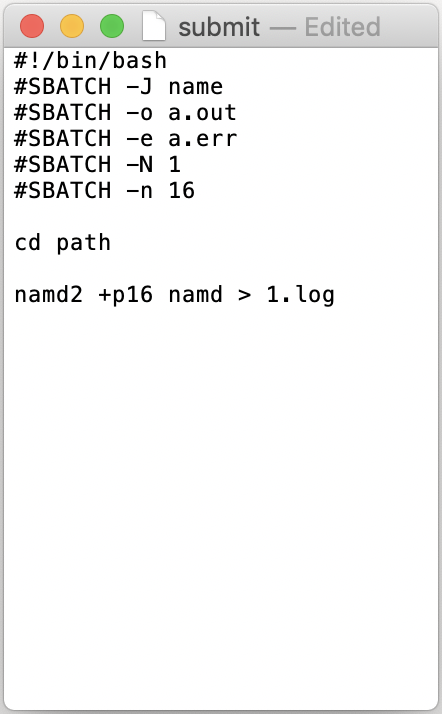 submit — Edited
#!/bin/bash
#SBATCH -J name
#SBATCH -o a.out
#SBATCH -e a.err
#SBATCH -N 1
#SBATCH -n 16
cd path
namd2 +p16 namd > 1.log